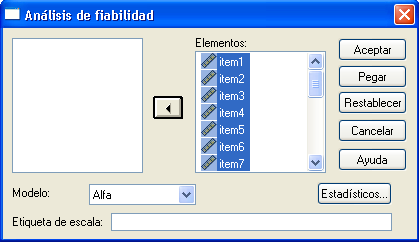 Análisis de fiabilidad
Elementos:
item1
item2
item3
item4
item5
item6
item7
Aceptar
Pegar
Restablecer
Cancelar
Ayuda
Modelo:
Alfa
Estadísticos...
Etiqueta de escala: